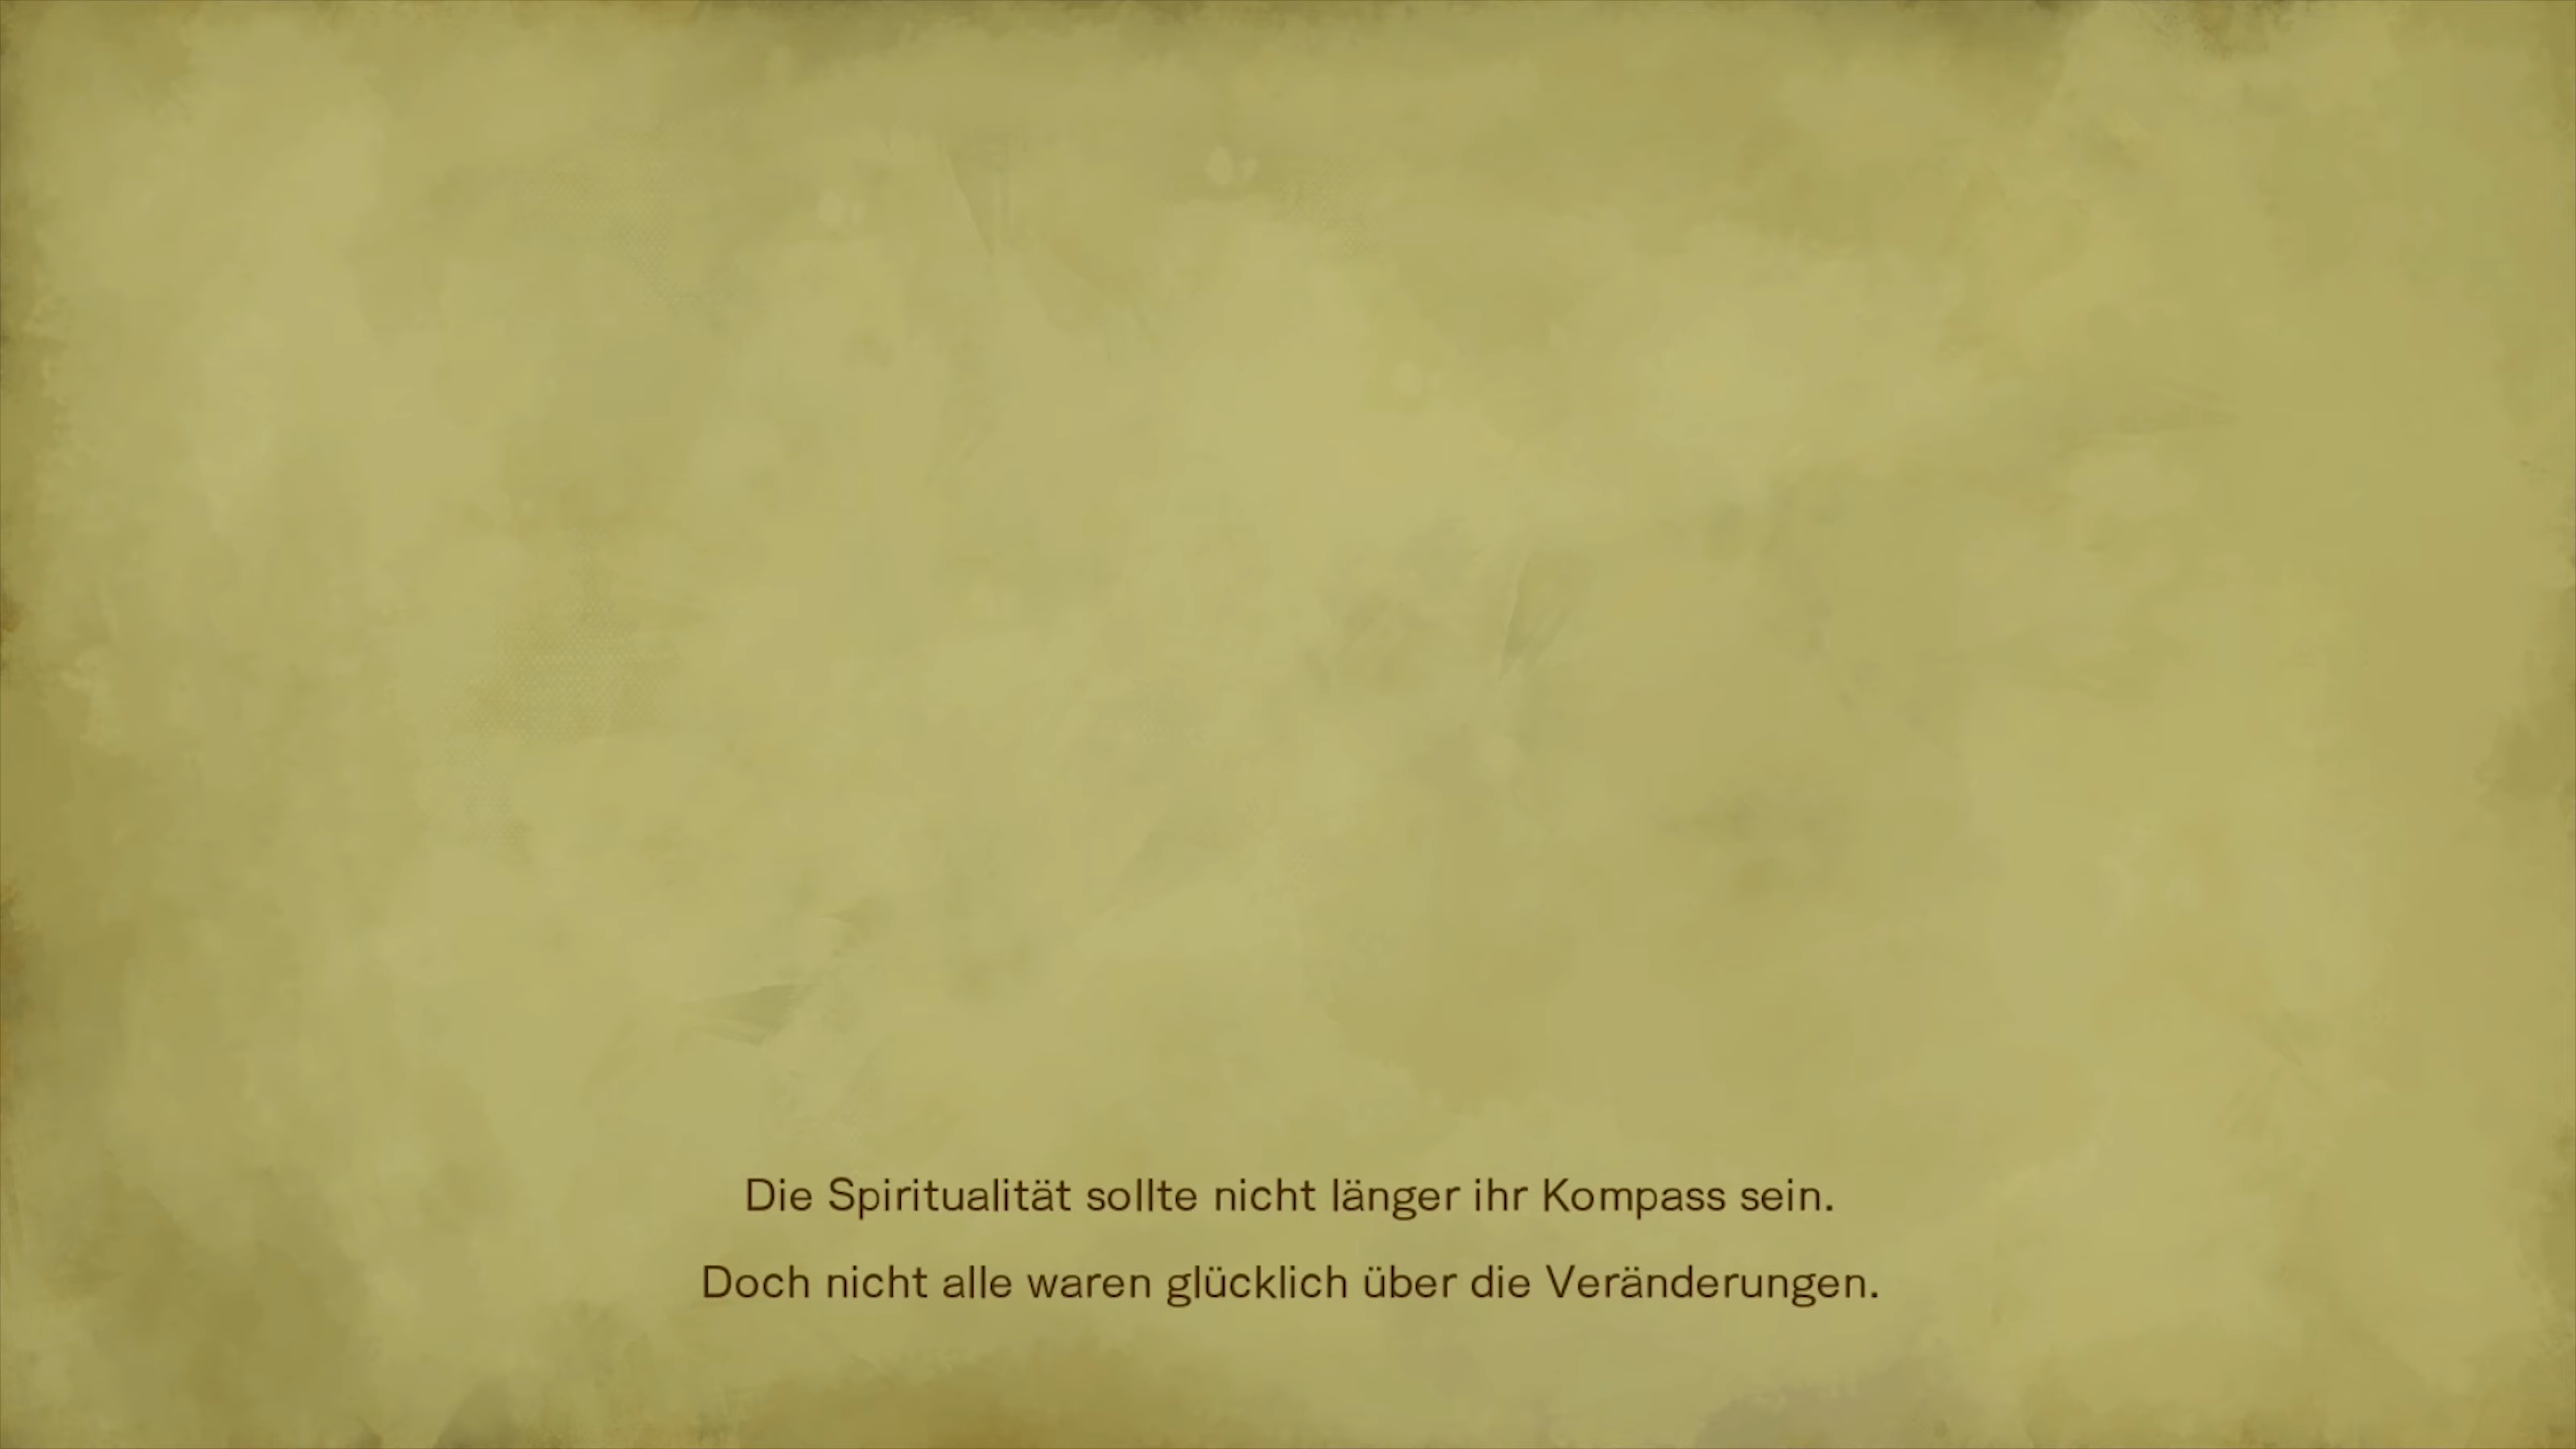 Die Spiritualität sollte nicht länger ihr Kompass sein.
Doch nicht alle waren glücklich über die Veränderungen.